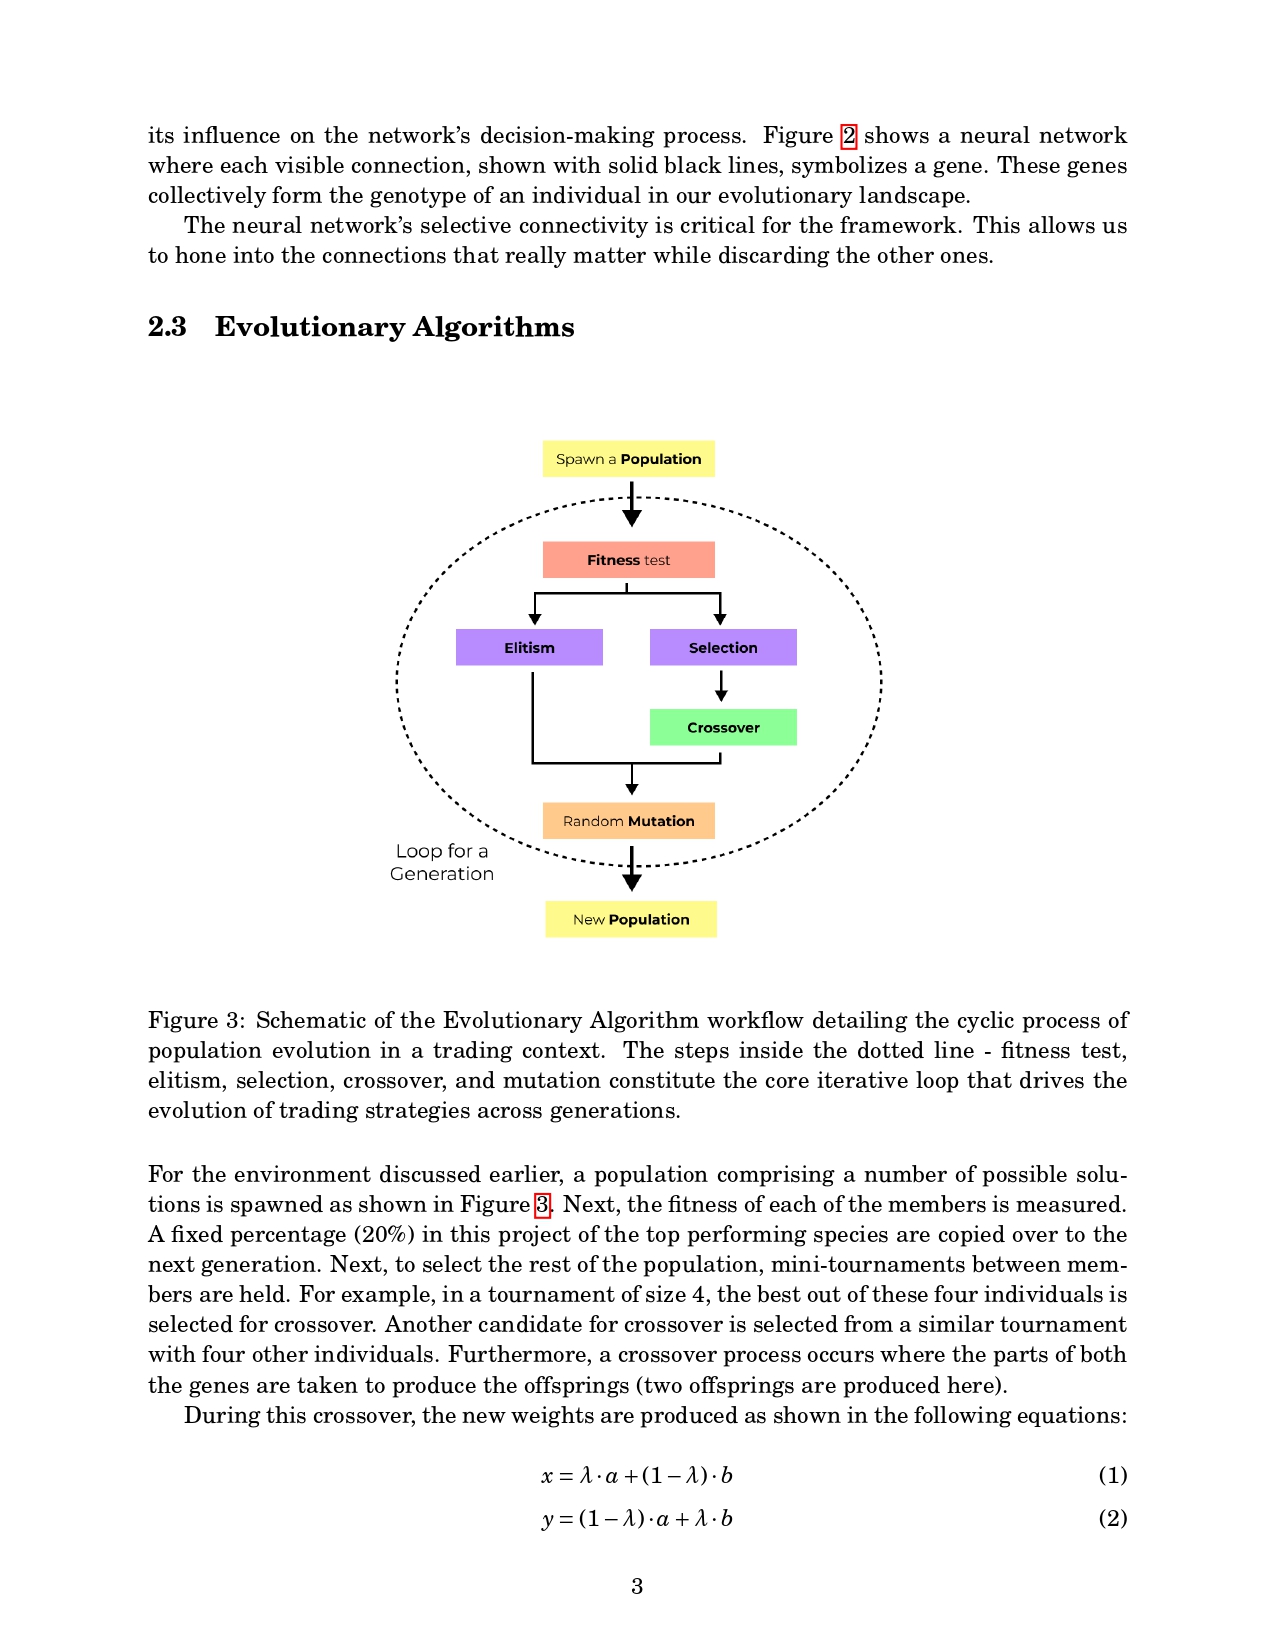 its influence on the network's decision-making process. Figure 2 shows a neural network
where each visible connection, shown with solid black lines, symbolizes a gene. These genes
collectively form the genotype of an individual in our evolutionary landscape.
The neural network's selective connectivity is critical for the framework. This allows us
to hone into the connections that really matter while discarding the other ones.
2.3 Evolutionary Algorithms
Spawn a Population
Fitness test
Elitism
Selection
Crossover
Random Mutation
Loop for a
Generation
New Population
Figure 3: Schematic of the Evolutionary Algorithm workflow detailing the cyclic process of
population evolution in a trading context. The steps inside the dotted line - fitness test,
elitism, selection, crossover, and mutation constitute the core iterative loop that drives the
evolution of trading strategies across generations.
For the environment discussed earlier, a population comprising a number of possible solu-
tions is spawned as shown in Figure 3. Next, the fitness of each of the members is measured.
A fixed percentage (20%) in this project of the top performing species are copied over to the
next generation. Next, to select the rest of the population, mini-tournaments between mem-
bers are held. For example, in a tournament of size 4, the best out of these four individuals is
selected for crossover. Another candidate for crossover is selected from a similar tournament
with four other individuals. Furthermore, a crossover process occurs where the parts of both
the genes are taken to produce the offsprings (two offsprings are produced here).
During this crossover, the new weights are produced as shown in the following equations:
x = λ · a + (1 − λ) · b (1)
y = (1 − λ) · a + λ · b (2)
3